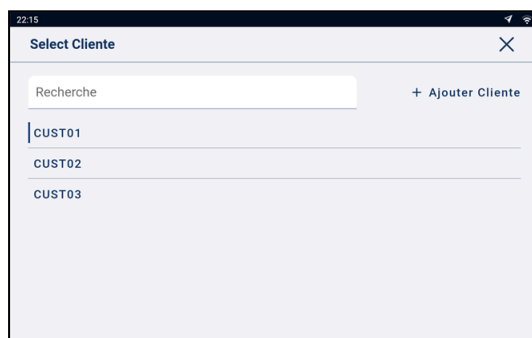 22:15
Select Cliente
Recherche
+ Ajouter Cliente
CUST01
CUST02
CUST03